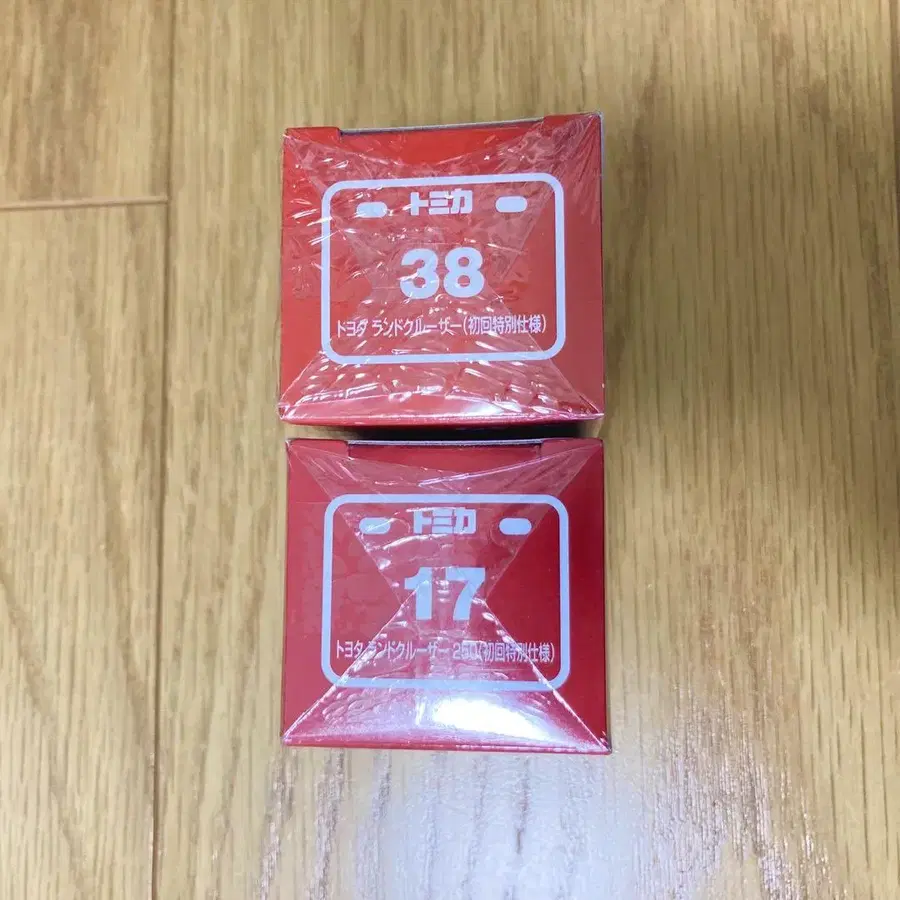 トミカ
38
トヨタ ランドクルーザー(初回特別仕様)
トミカ
17
トヨタ ランドクルーザー 250(初回特別仕様)